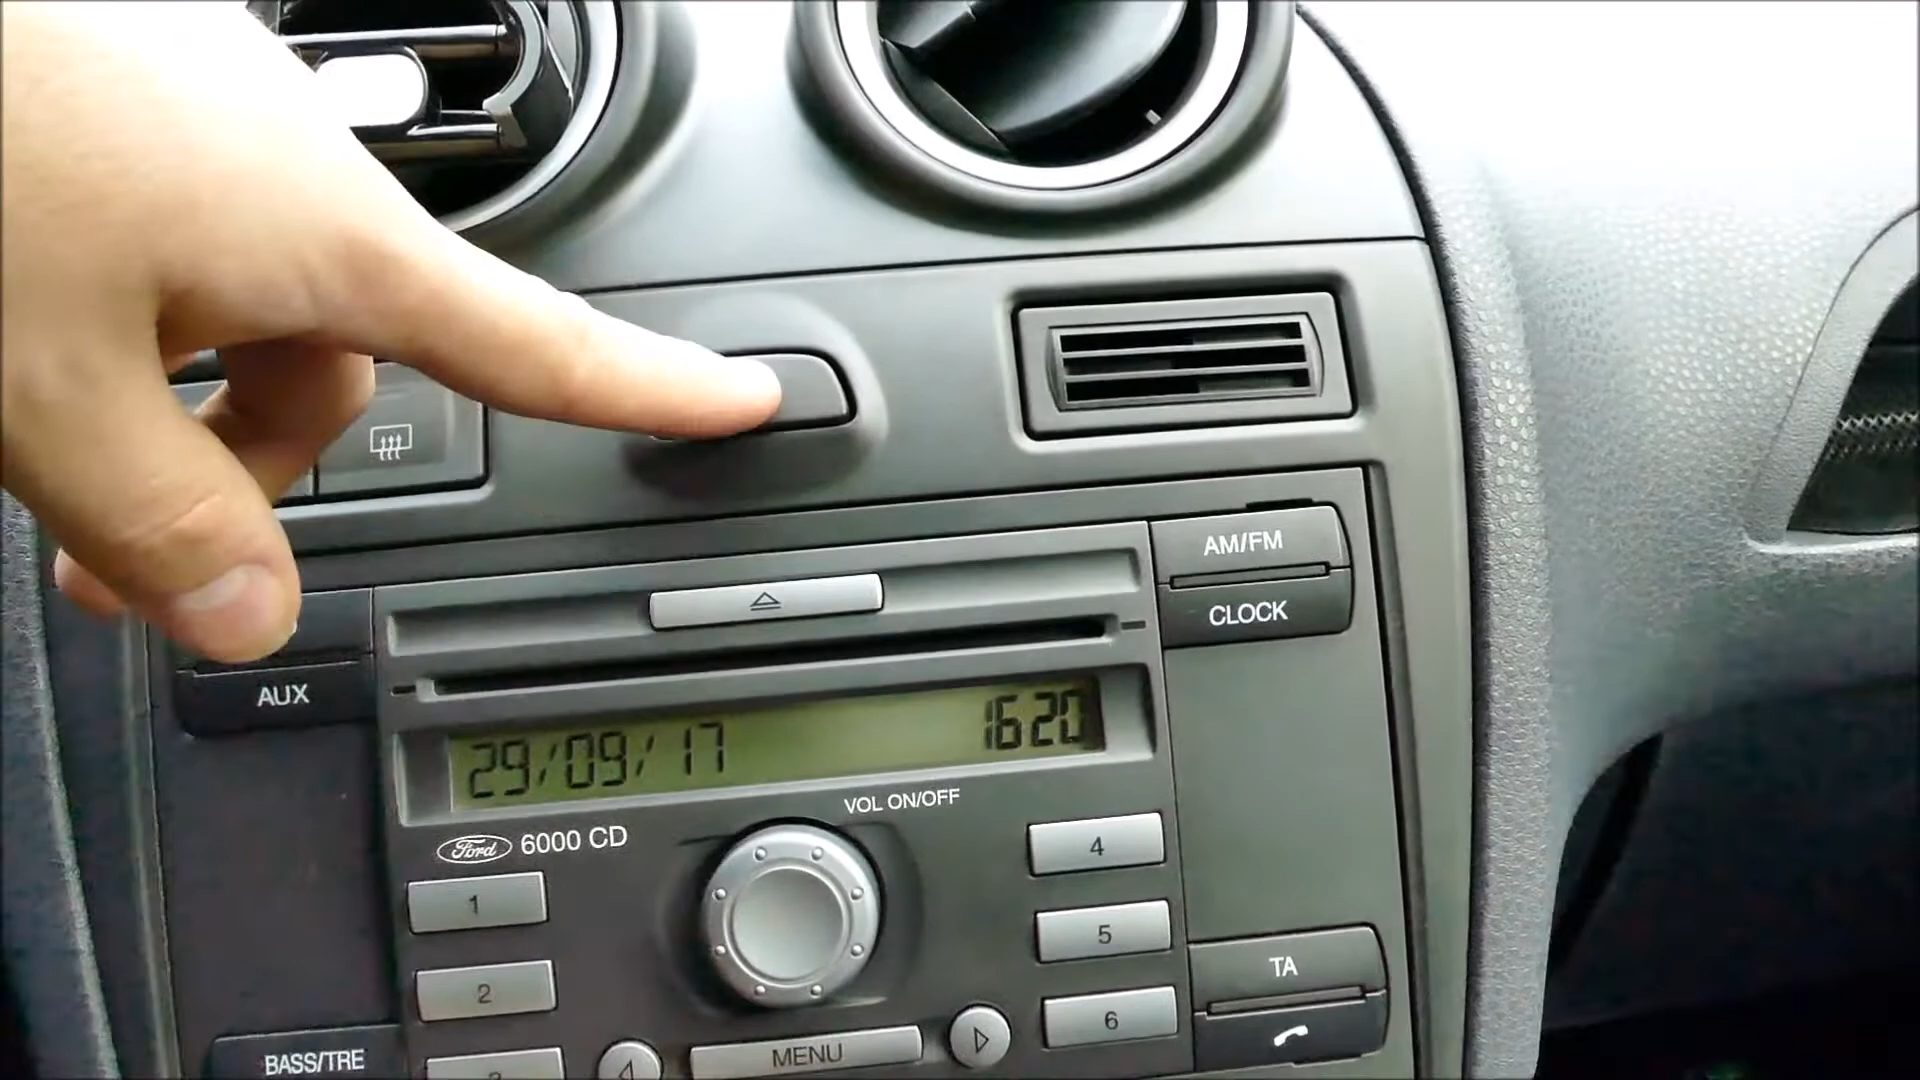 AM/FM
CLOCK
AUX
29/09/17 1620
VOL ON/OFF
Ford 6000 CD
1
4
2
5
3
6
TA
BASS/TRE
MENU